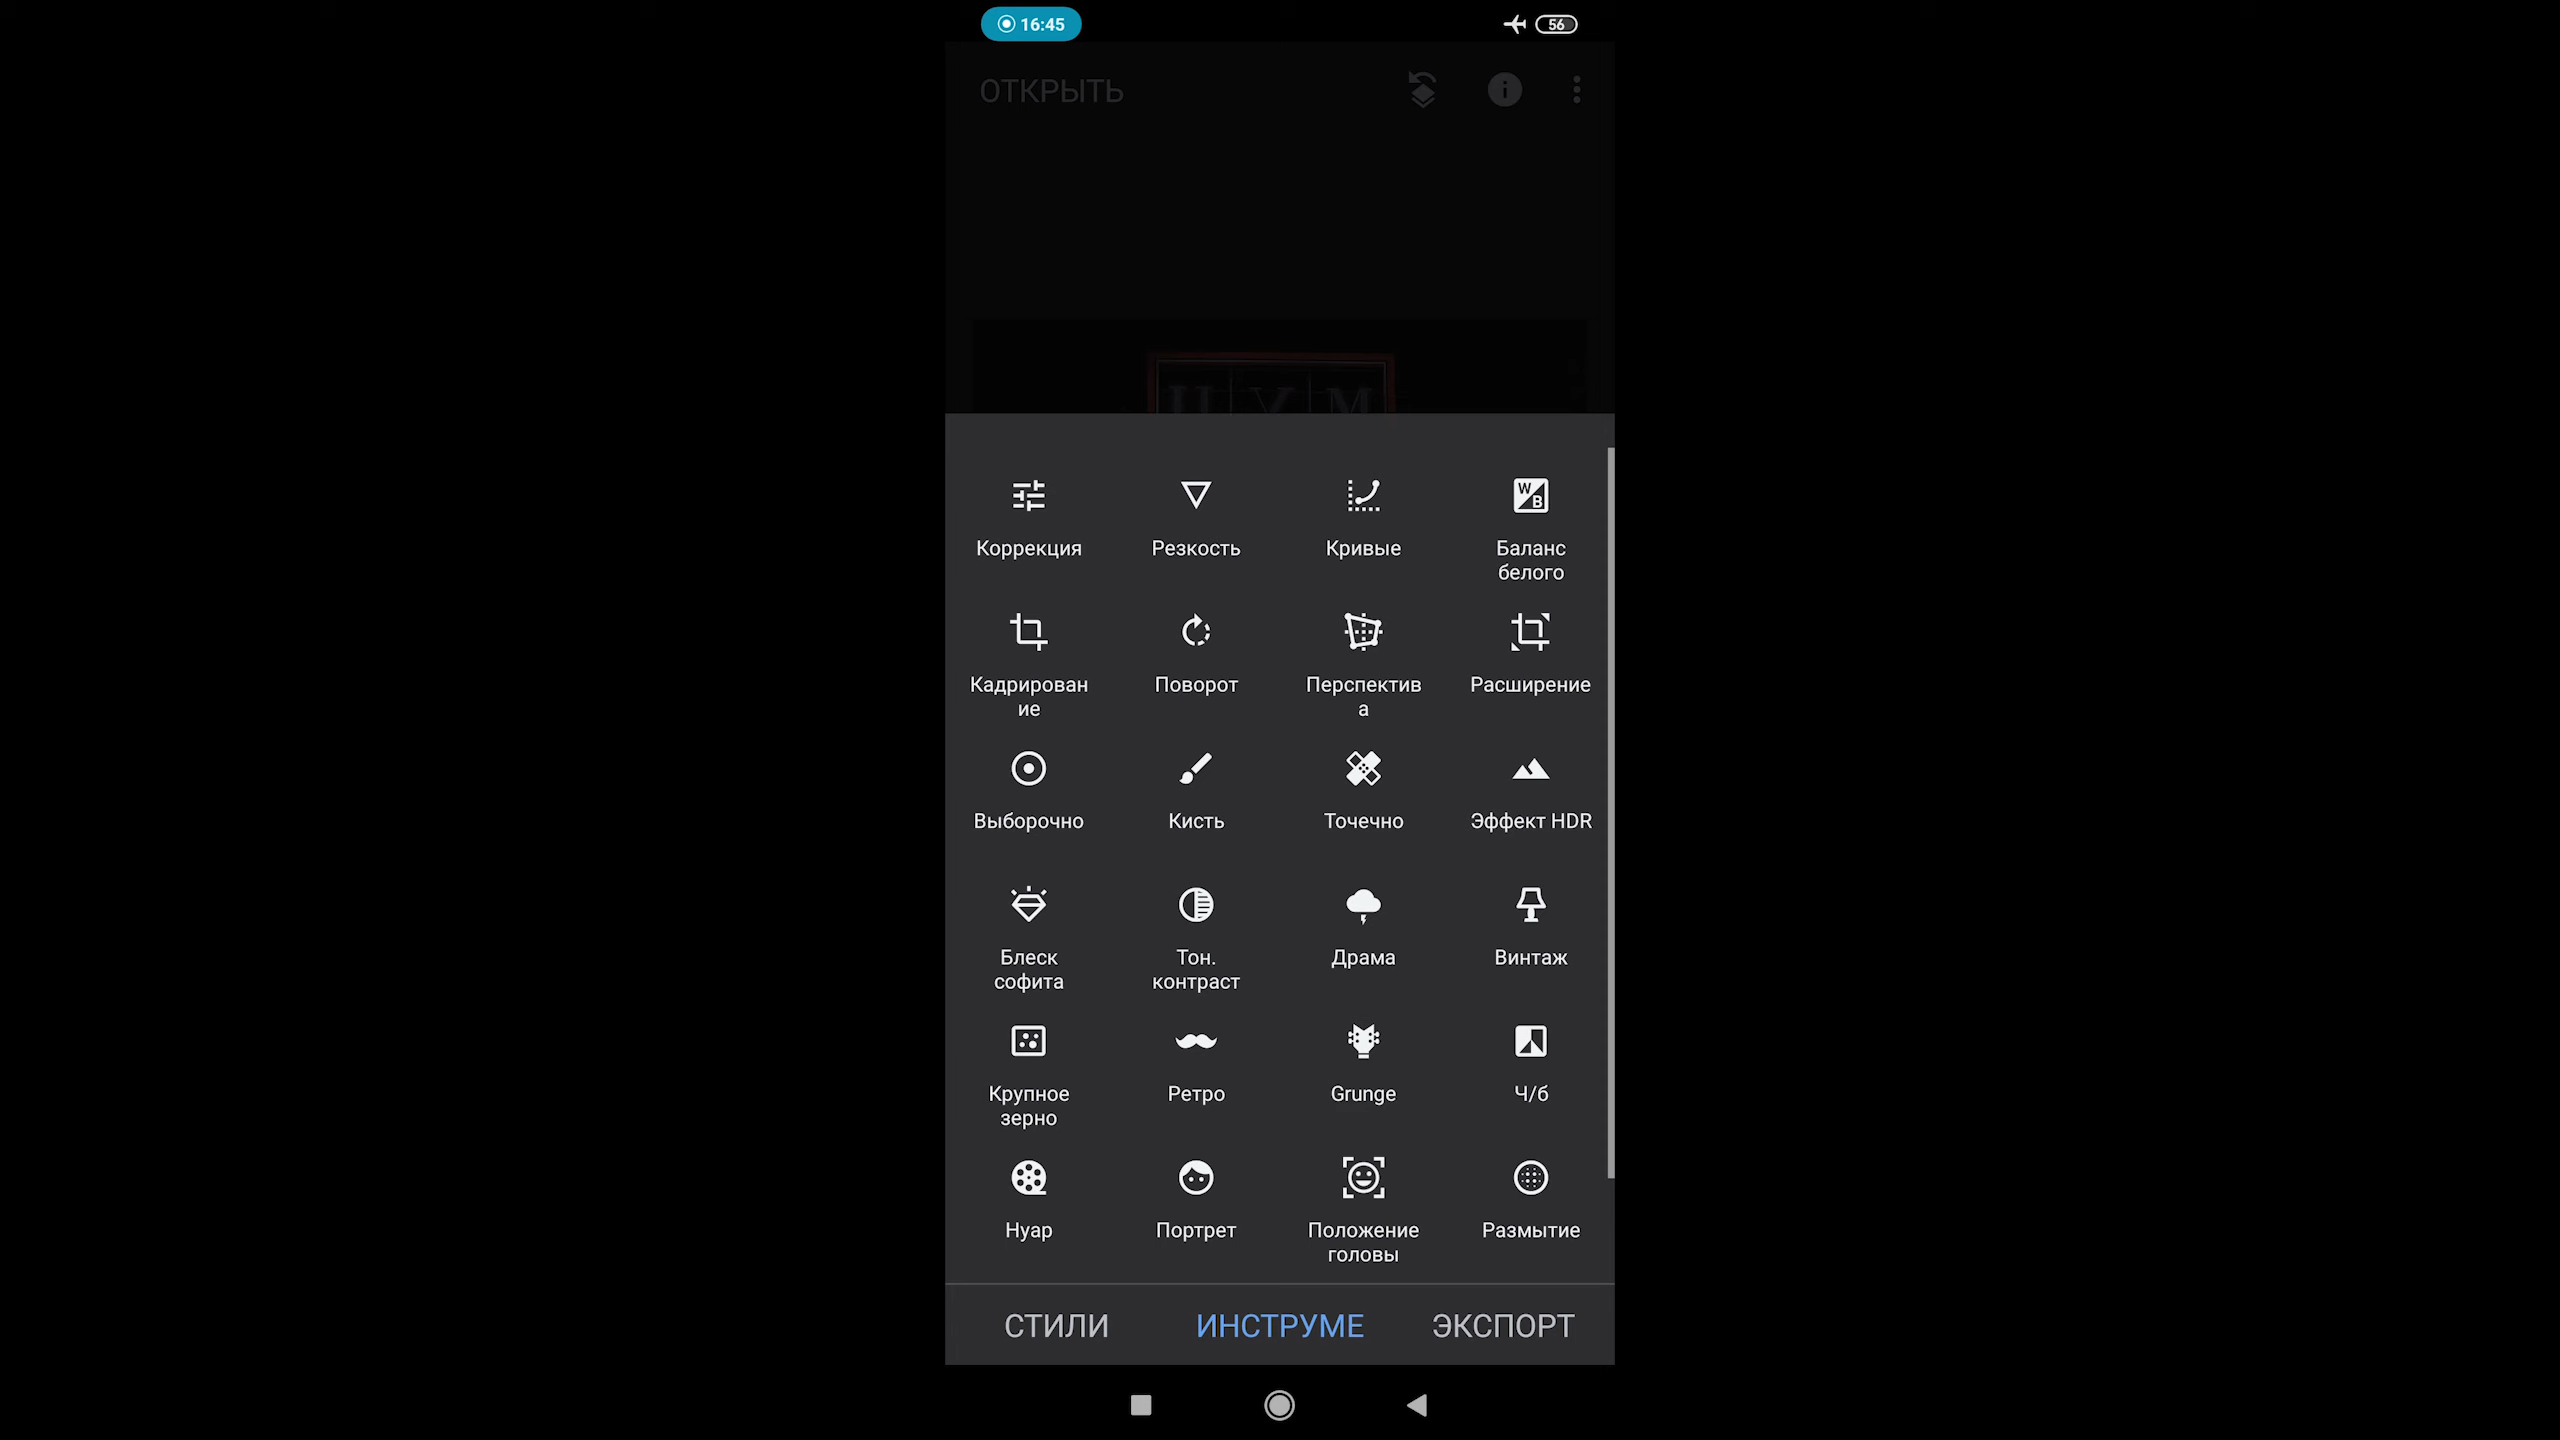 16:45
56
ОТКРЫТЬ
Коррекция
Резкость
Кривые
Баланс
белого
Кадрирован
ие
Поворот
Перспектив
а
Расширение
Выборочно
Кисть
Точечно
Эффект HDR
Блеск
софита
Тон.
контраст
Драма
Винтаж
Крупное
зерно
Ретро
Grunge
Ч/б
Нуар
Портрет
Положение
головы
Размытие
СТИЛИ
ИНСТРУМЕ
ЭКСПОРТ